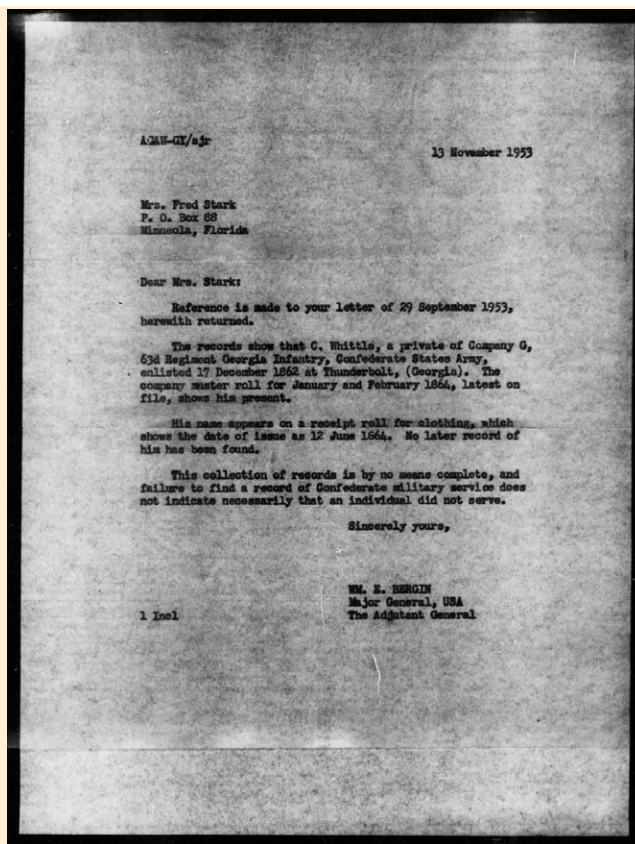 AGAW-GY/sjr
13 November 1953
Mrs. Fred Stark
P. O. Box 88
Minneola, Florida
Dear Mrs. Stark:
Reference is made to your letter of 29 September 1953,
herewith returned.
The records show that C. Whittle, a private of Company G,
63d Regiment Georgia Infantry, Confederate States Army,
enlisted 17 December 1862 at Thunderbolt, (Georgia). The
company muster roll for January and February 1864, latest on
file, shows him present.
His name appears on a receipt roll for clothing, which
shows the date of issue as 12 June 1864. No later record of
him has been found.
This collection of records is by no means complete, and
failure to find a record of Confederate military service does
not indicate necessarily that an individual did not serve.
Sincerely yours,
WM. E. BERGIN
Major General, USA
1 Incl
The Adjutant General